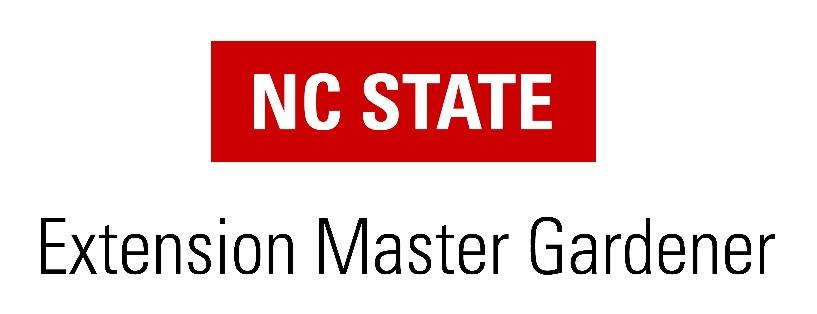 NC STATE
Extension Master Gardener